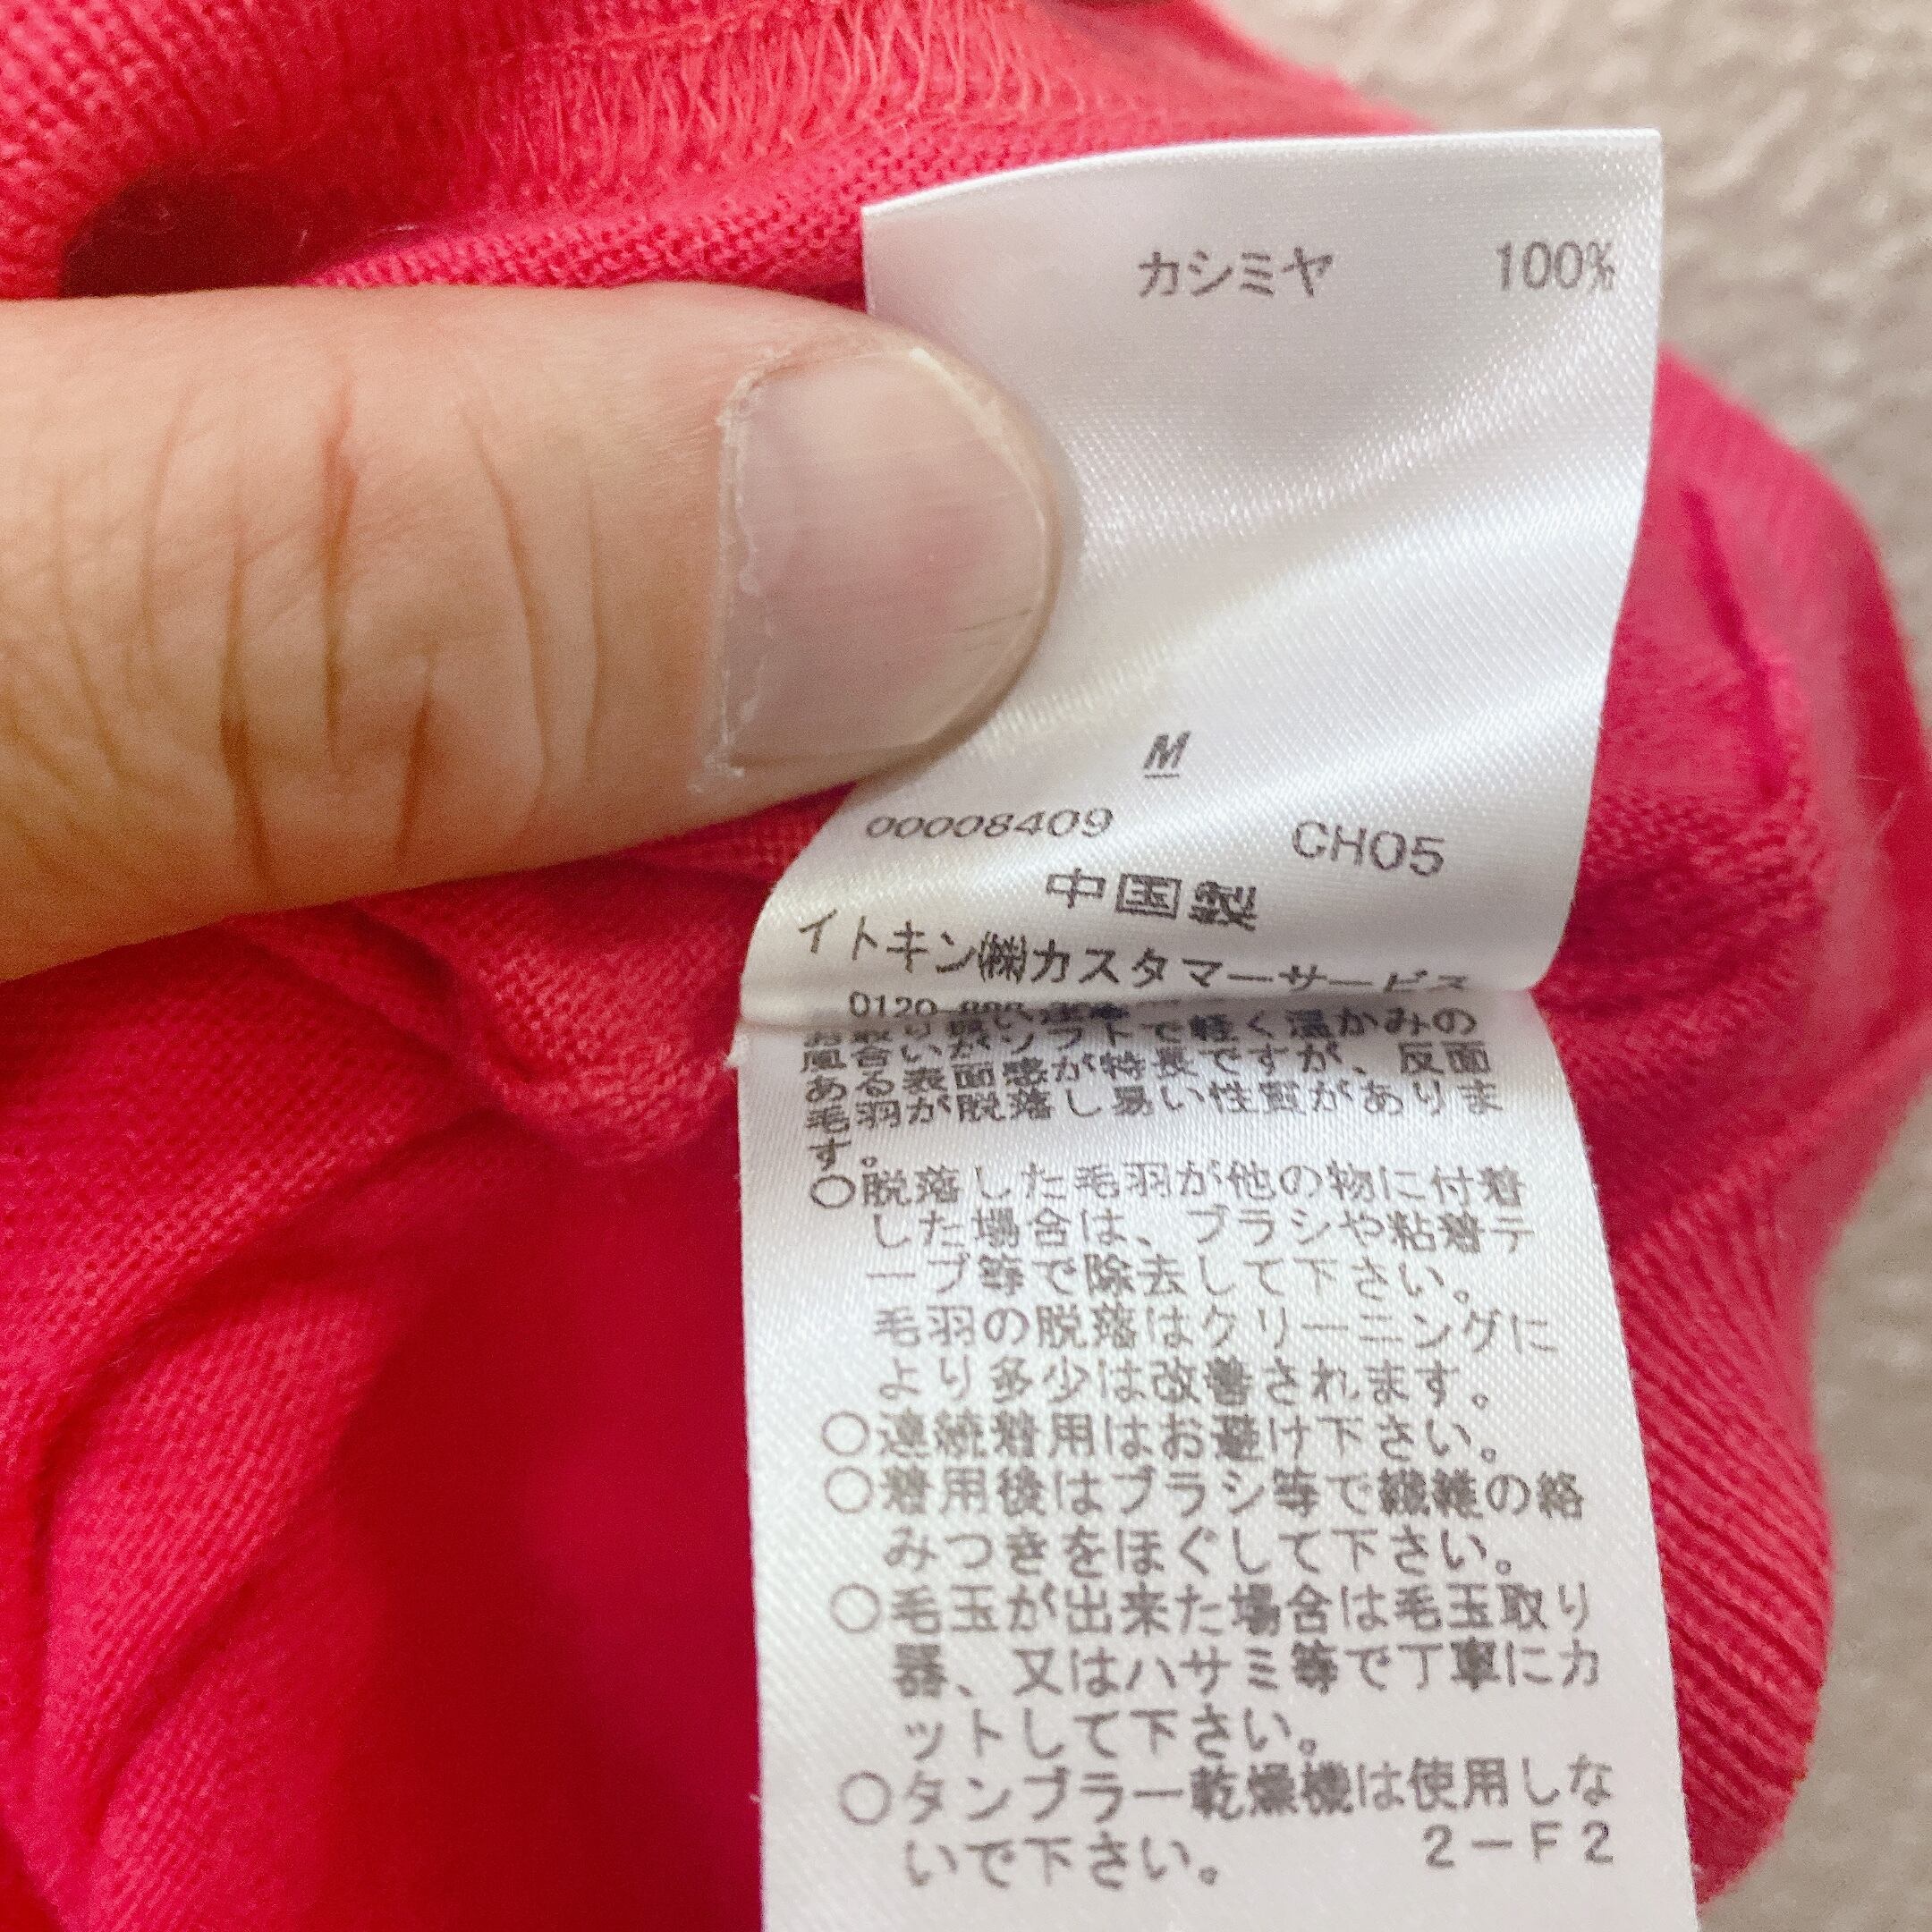 カシミヤ 100%
M
00008409 CH05
中国製
イトキン㈱カスタマーサービス
0120
風合いがソフトで軽く温かみの
ある表面感が特長ですが、反面
毛羽が脱落し易い性質がありま
す。
○脱落した毛羽が他の物に付着
した場合は、ブラシや粘着テ
ープ等で除去して下さい。
毛羽の脱落はクリーニングに
より多少は改善されます。
○連続着用はお避け下さい。
○着用後はブラシ等で繊維の絡
みつきをほぐして下さい。
○毛玉が出来た場合は毛玉取り
器、又はハサミ等で丁寧にカ
ットして下さい。
○タンブラー乾燥機は使用しな
いで下さい。 2－F2